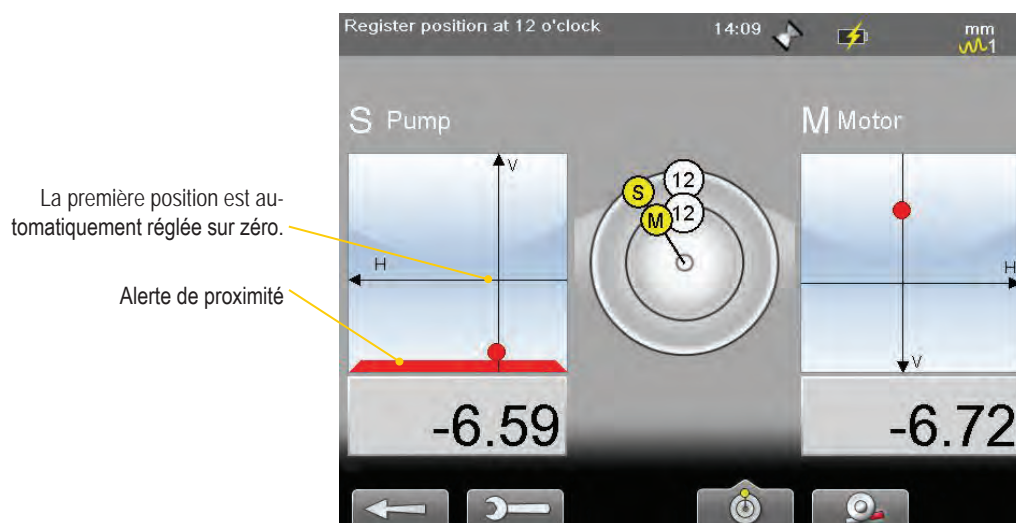 Register position at 12 o'clock
14:09
mm
1
S Pump
M Motor
La première position est au-
tomatiquement réglée sur zéro.
Alerte de proximité
V
H
S
12
M
12
H
V
-6.59
-6.72